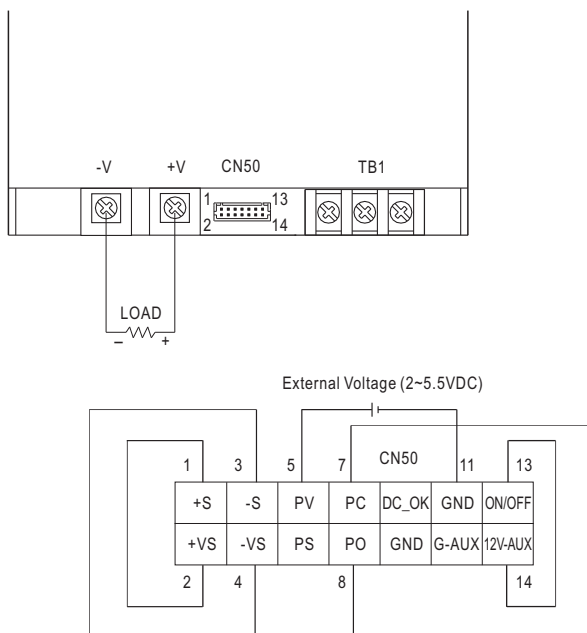 -V +V CN50 TB1
1 13
2 14
LOAD
– +
External Voltage (2~5.5VDC)
1 3 5 7 CN50 11 13
+S -S PV PC DC_OK GND ON/OFF
+VS -VS PS PO GND G-AUX 12V-AUX
2 4 8 14